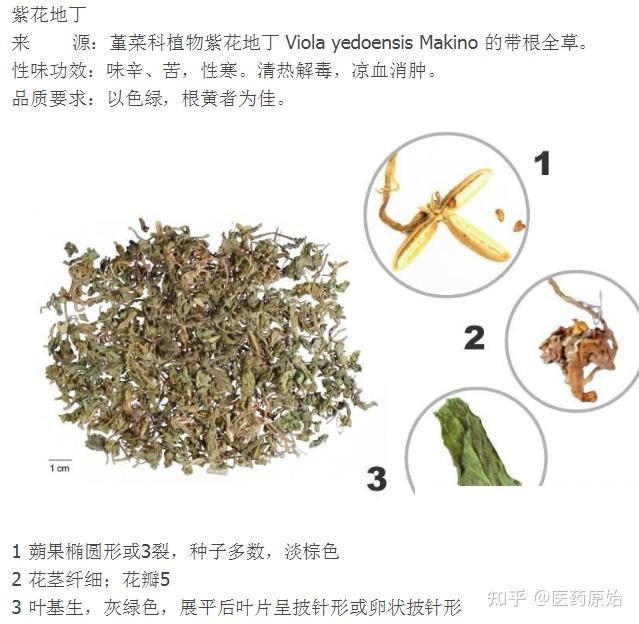 紫花地丁
来　　源：堇菜科植物紫花地丁 Viola yedoensis Makino 的带根全草。
性味功效：味辛、苦，性寒。清热解毒，凉血消肿。
品质要求：以色绿，根黄者为佳。
1
2
3
1 cm
1 蒴果椭圆形或3裂，种子多数，淡棕色
2 花茎纤细；花瓣5
3 叶基生，灰绿色，展平后叶片呈披针形或卵状披针形
知乎 @医药原始